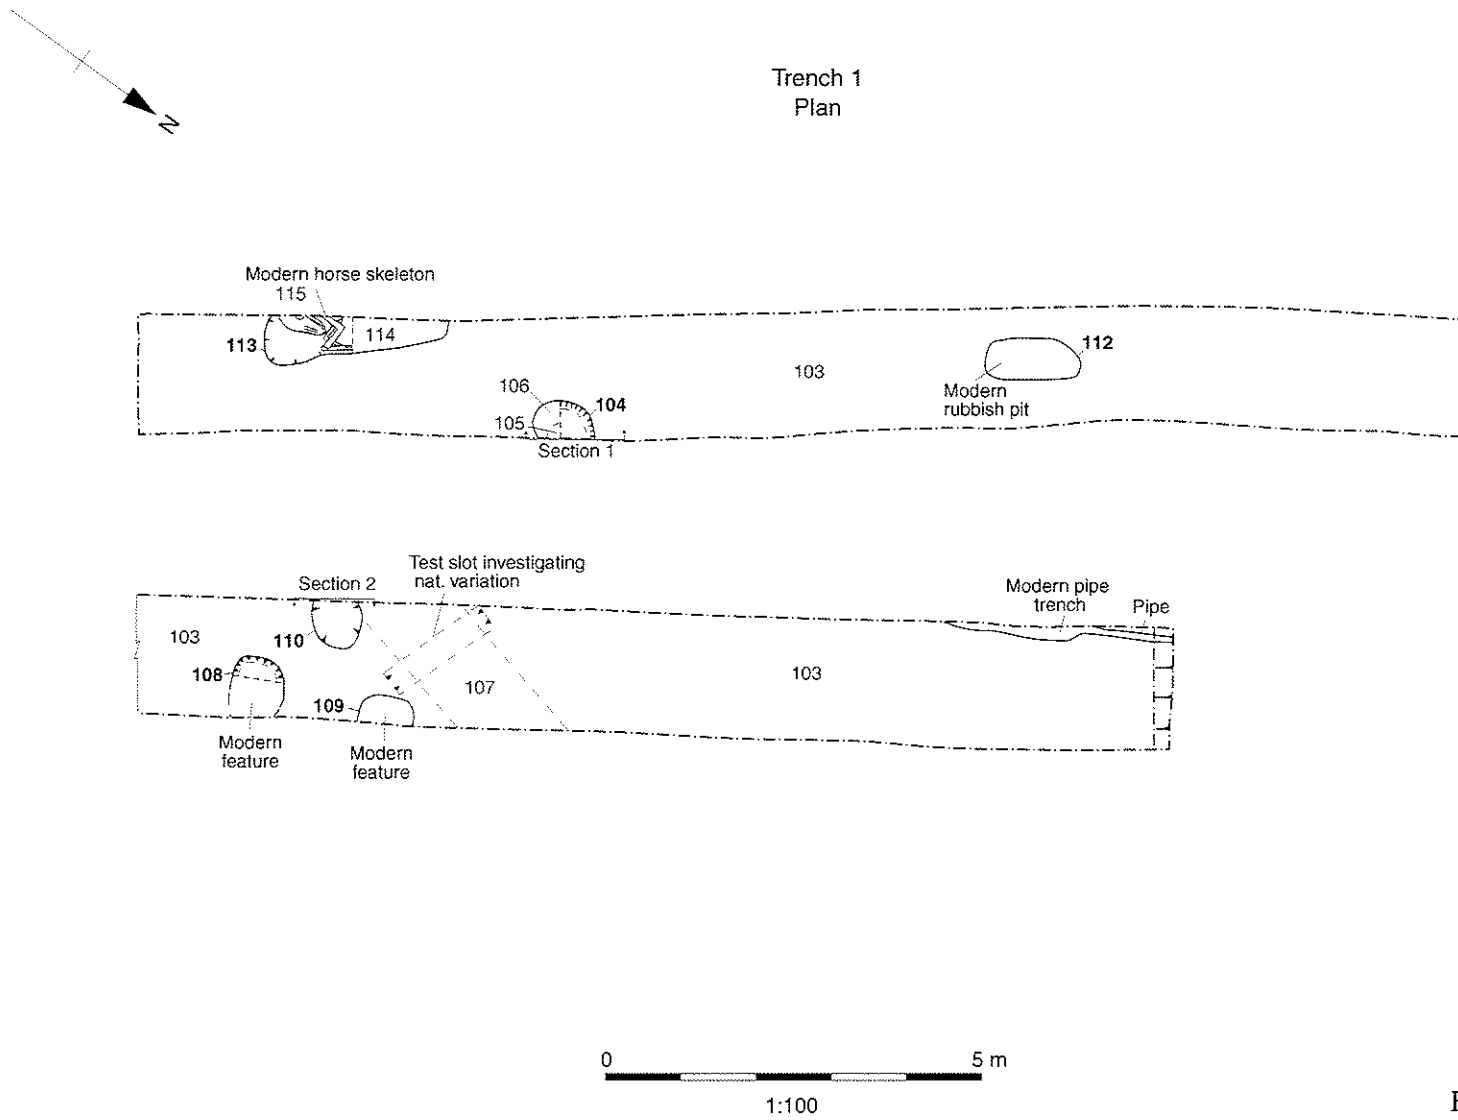 N
Trench 1
Plan
Modern horse skeleton
115
113
114
106
105
104
Section 1
103
112
Modern
rubbish pit
Section 2
Test slot investigating
nat. variation
103
110
108
109
107
103
Modern
feature
Modern
feature
Modern pipe
trench
Pipe
0
5 m
1:100